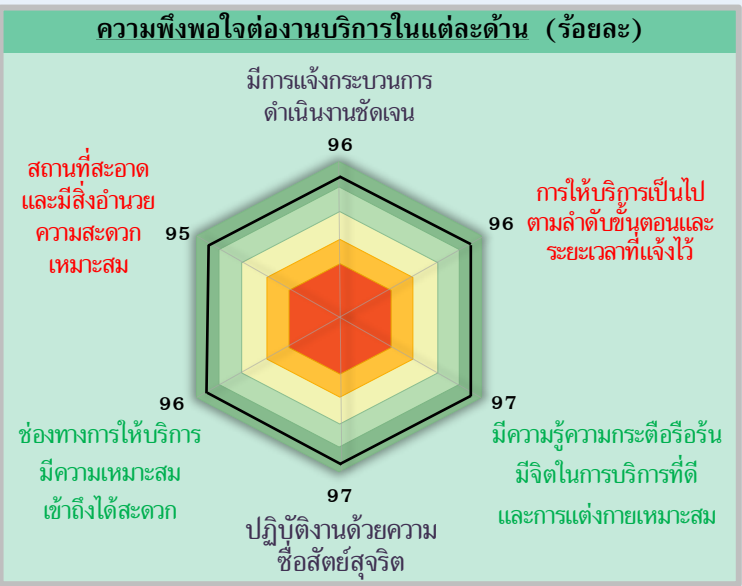 ความพึงพอใจต่องานบริการในแต่ละด้าน (ร้อยละ)
มีการแจ้งกระบวนการ
ดำเนินงานชัดเจน
96
การให้บริการเป็นไป
ตามลำดับขั้นตอนและ
ระยะเวลาที่แจ้งไว้
96
97
มีความรู้ความกระตือรือร้น
มีจิตในการบริการที่ดี
และการแต่งกายเหมาะสม
97
ปฏิบัติงานด้วยความ
ซื่อสัตย์สุจริต
96
ช่องทางการให้บริการ
มีความเหมาะสม
เข้าถึงได้สะดวก
สถานที่สะอาด
และมีสิ่งอำนวย
ความสะดวก
เหมาะสม
95